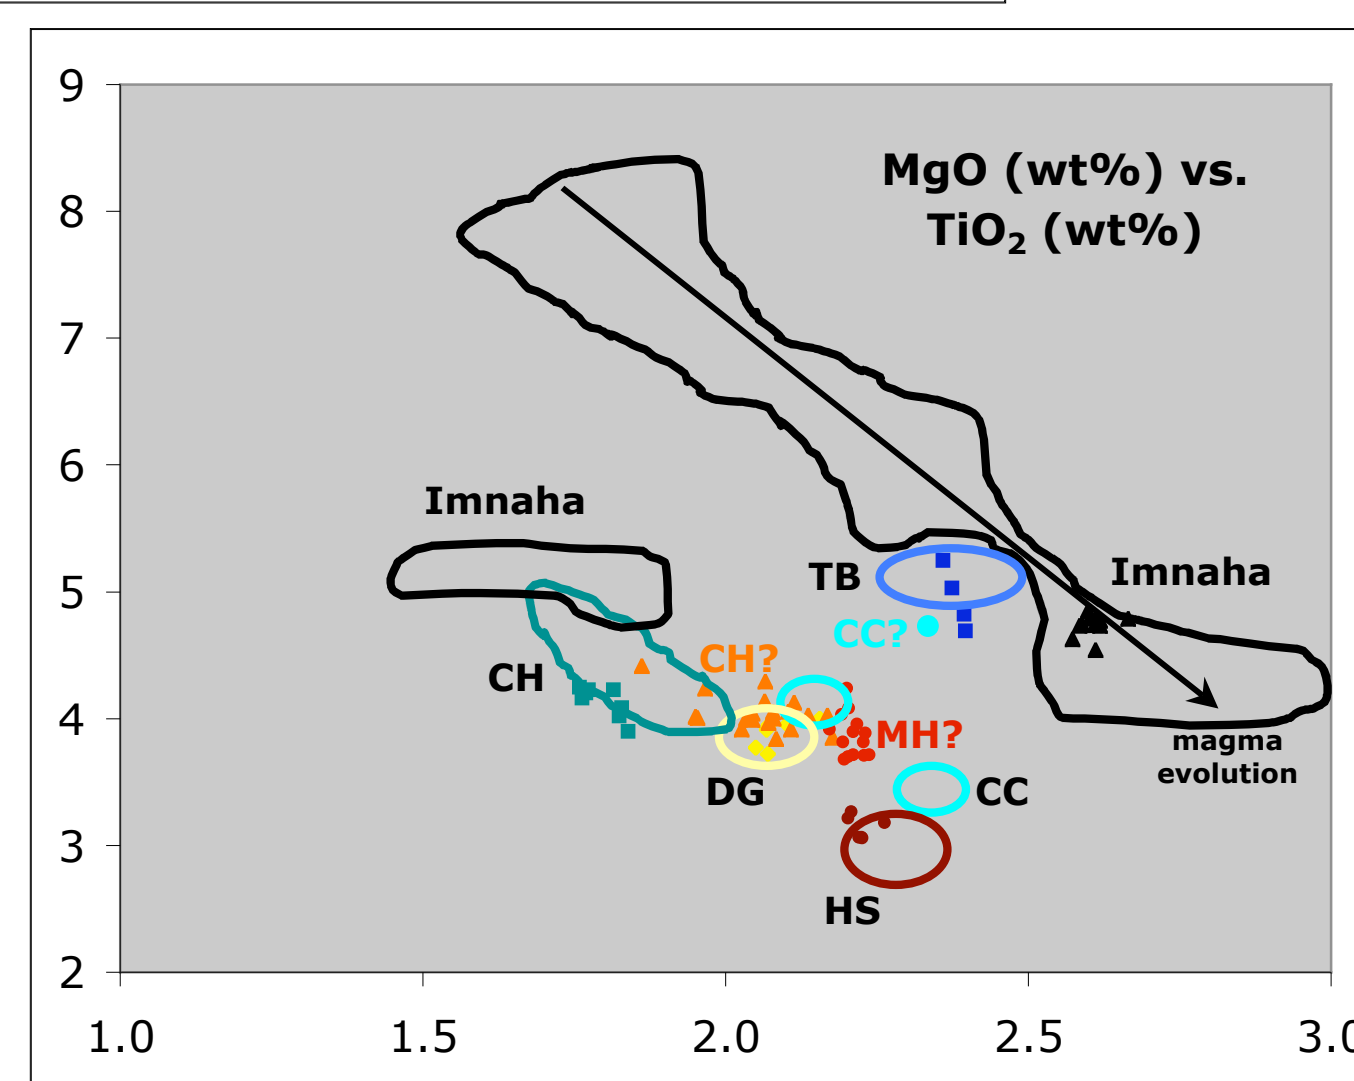 9
MgO (wt%) vs.
8
TiO₂ (wt%)
7
6
Imnaha
5
TB
Imnaha
CC?
CH?
CH
4
MH?
magma
evolution
DG
CC
3
HS
2
1.0 1.5 2.0 2.5 3.0